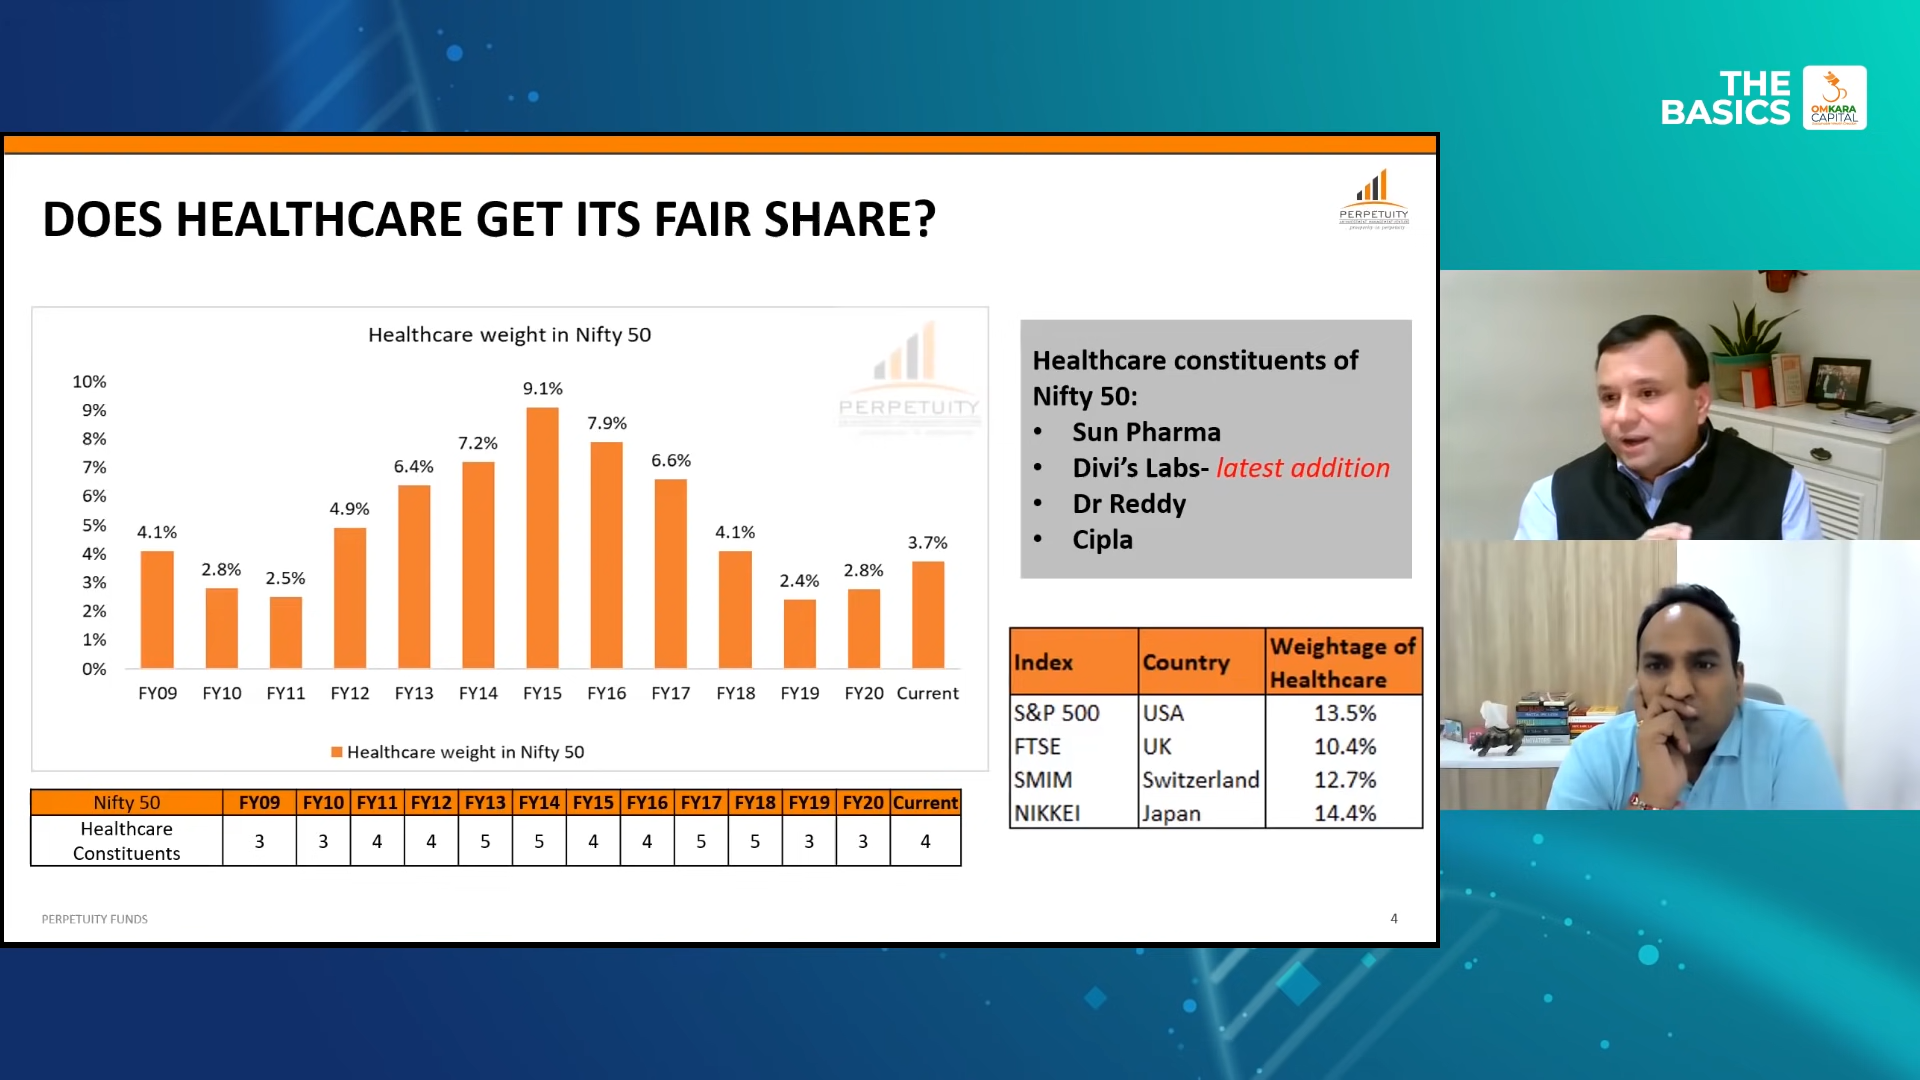 THE
BASICS
OMKARA
CAPITAL
DOES HEALTHCARE GET ITS FAIR SHARE?
PERPETUITY
Healthcare weight in Nifty 50
PERPETUITY
10%
9%
8%
7%
6%
5%
4%
3%
2%
1%
0%
4.1%
2.8%
2.5%
4.9%
6.4%
7.2%
9.1%
7.9%
6.6%
4.1%
2.4%
2.8%
3.7%
FY09 FY10 FY11 FY12 FY13 FY14 FY15 FY16 FY17 FY18 FY19 FY20 Current
Healthcare weight in Nifty 50
Nifty 50 FY09 FY10 FY11 FY12 FY13 FY14 FY15 FY16 FY17 FY18 FY19 FY20 Current
Healthcare
Constituents 3 3 4 4 5 5 4 4 5 5 3 3 4
Healthcare constituents of
Nifty 50:
• Sun Pharma
• Divi's Labs- latest addition
• Dr Reddy
• Cipla
Index Country Weightage of
Healthcare
S&P 500 USA 13.5%
FTSE UK 10.4%
SMIM Switzerland 12.7%
NIKKEI Japan 14.4%
PERPETUITY FUNDS
4